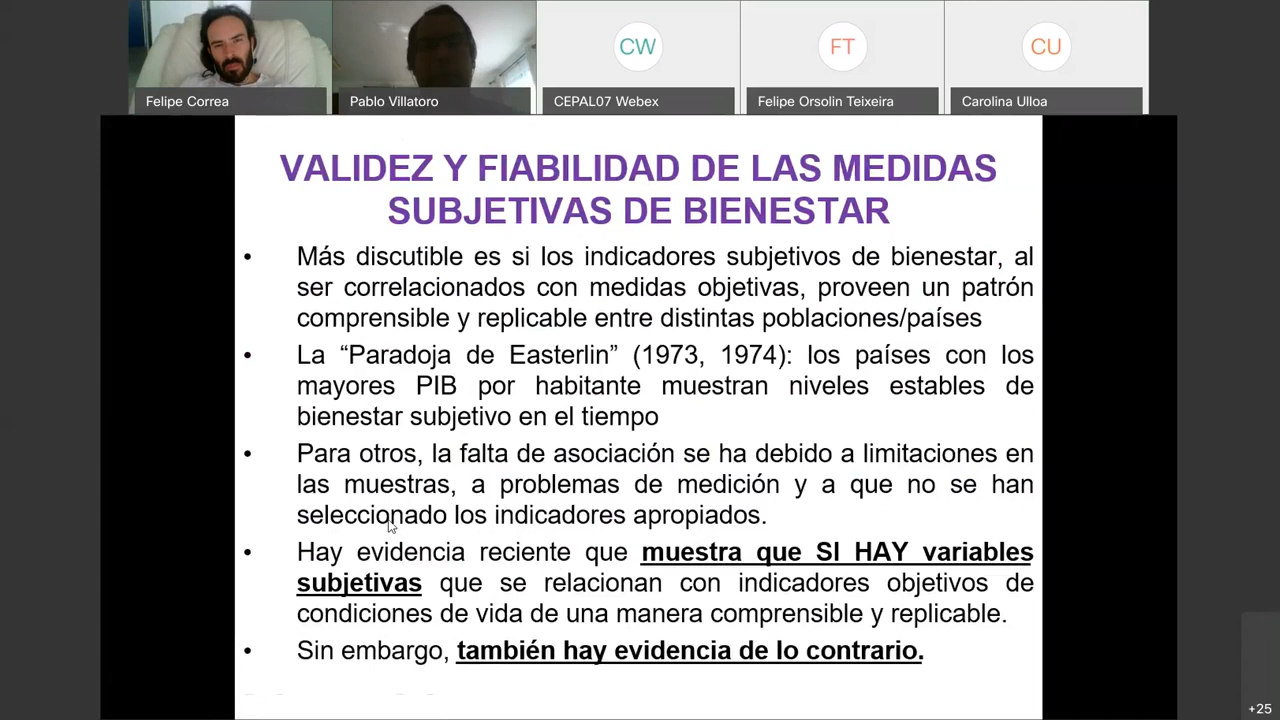 CW
FT
CU
Felipe Correa
Pablo Villatoro
CEPAL07 Webex
Felipe Orsolin Teixeira
Carolina Ulloa
VALIDEZ Y FIABILIDAD DE LAS MEDIDAS
SUBJETIVAS DE BIENESTAR
• Más discutible es si los indicadores subjetivos de bienestar, al
ser correlacionados con medidas objetivas, proveen un patrón
comprensible y replicable entre distintas poblaciones/países
• La “Paradoja de Easterlin” (1973, 1974): los países con los
mayores PIB por habitante muestran niveles estables de
bienestar subjetivo en el tiempo
• Para otros, la falta de asociación se ha debido a limitaciones en
las muestras, a problemas de medición y a que no se han
seleccionado los indicadores apropiados.
• Hay evidencia reciente que muestra que SI HAY variables
subjetivas que se relacionan con indicadores objetivos de
condiciones de vida de una manera comprensible y replicable.
• Sin embargo, también hay evidencia de lo contrario.
+25